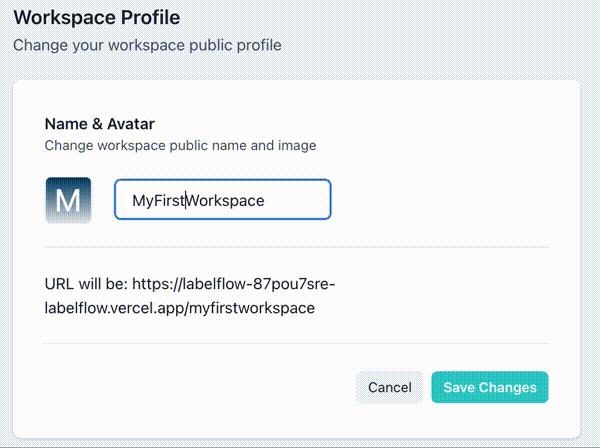 Workspace Profile
Change your workspace public profile
Name & Avatar
Change workspace public name and image
M
MyFirstWorkspace
URL will be: https://labelflow-87pou7sre-
labelflow.vercel.app/myfirstworkspace
Cancel
Save Changes